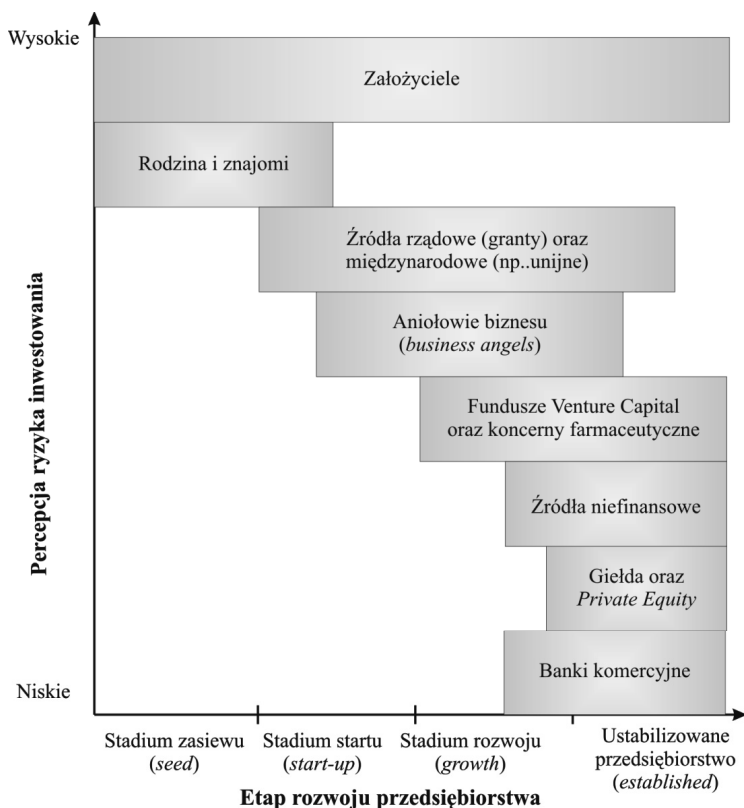 Wysokie
Założyciele
Rodzina i znajomi
Źródła rządowe (granty) oraz
międzynarodowe (np..unijne)
Aniołowie biznesu
(business angels)
Fundusze Venture Capital
oraz koncerny farmaceutyczne
Źródła niefinansowe
Giełda oraz
Private Equity
Banki komercyjne
Niskie
Percepcja ryzyka inwestowania
Stadium zasiewu
(seed)
Stadium startu
(start-up)
Stadium rozwoju
(growth)
Ustabilizowane
przedsiębiorstwo
(established)
Etap rozwoju przedsiębiorstwa